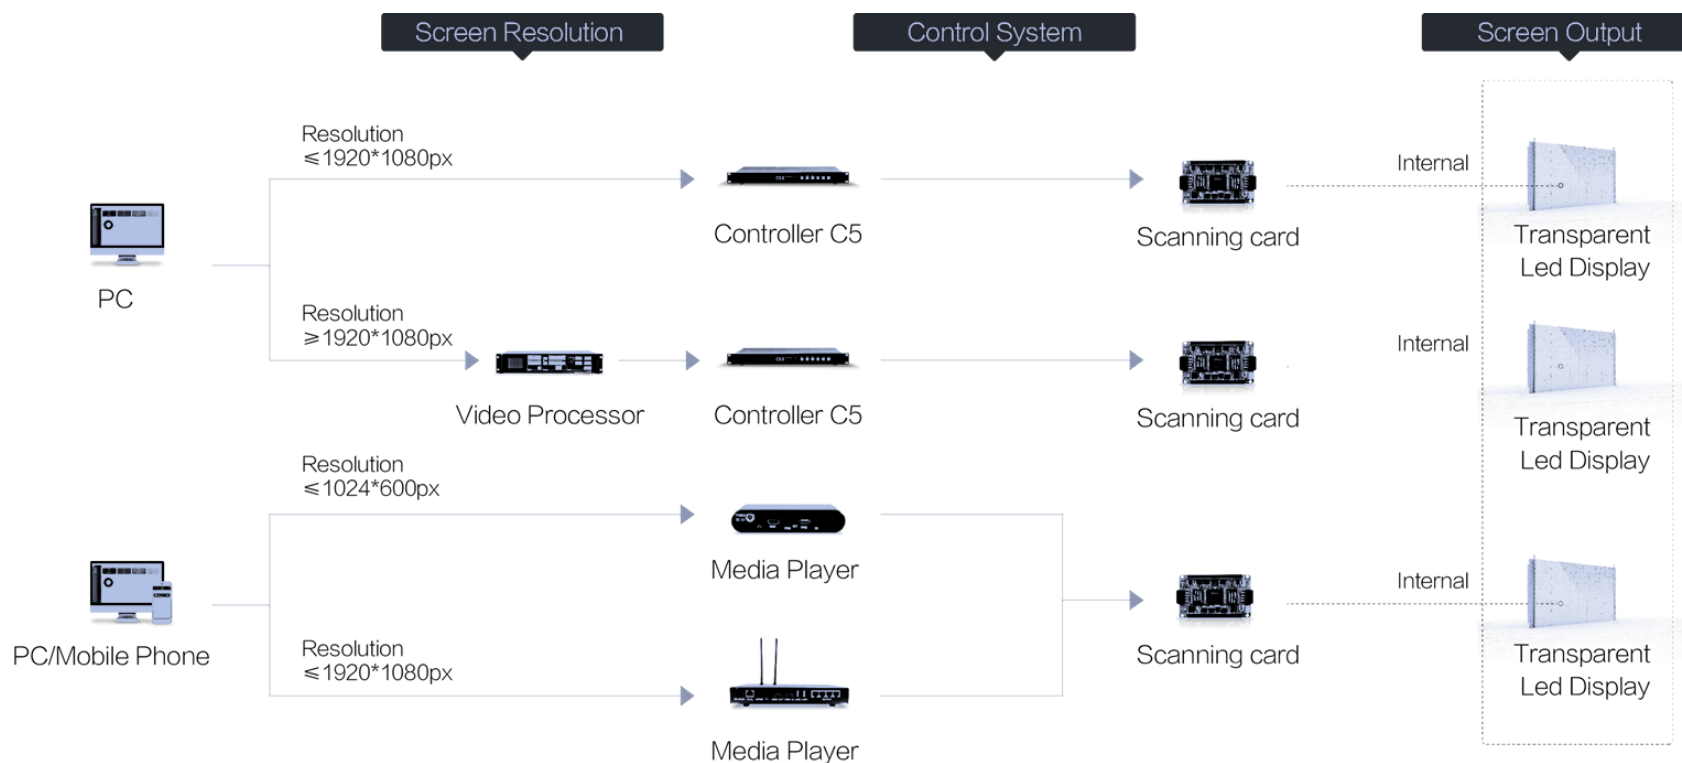 Screen Resolution
Control System
Screen Output
Resolution
≤1920*1080px
Internal
Controller C5
Scanning card
Transparent
Led Display
PC
Resolution
≥1920*1080px
Internal
Video Processor
Controller C5
Scanning card
Transparent
Led Display
Resolution
≤1024*600px
Media Player
Internal
PC/Mobile Phone
Scanning card
Transparent
Led Display
Resolution
≤1920*1080px
Media Player